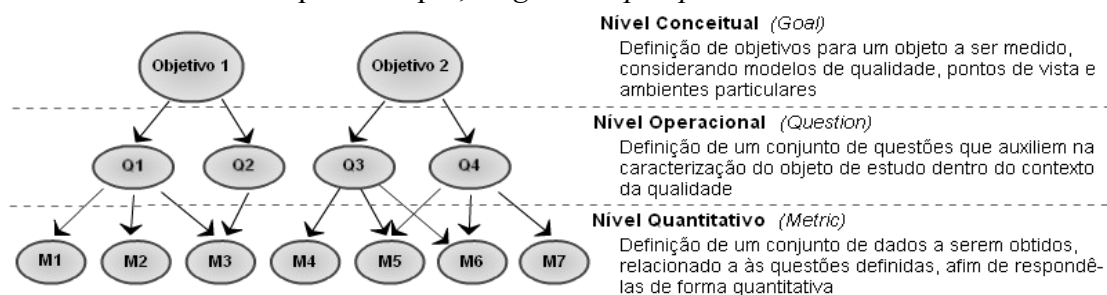 Nível Conceitual (Goal)
Definição de objetivos para um objeto a ser medido,
considerando modelos de qualidade, pontos de vista e
ambientes particulares
Objetivo 1
Objetivo 2
Nível Operacional (Question)
Definição de um conjunto de questões que auxiliem na
caracterização do objeto de estudo dentro do contexto
da qualidade
Q1
Q2
Q3
Q4
Nível Quantitativo (Metric)
Definição de um conjunto de dados a serem obtidos,
relacionado a às questões definidas, afim de respondê-
las de forma quantitativa
M1
M2
M3
M4
M5
M6
M7